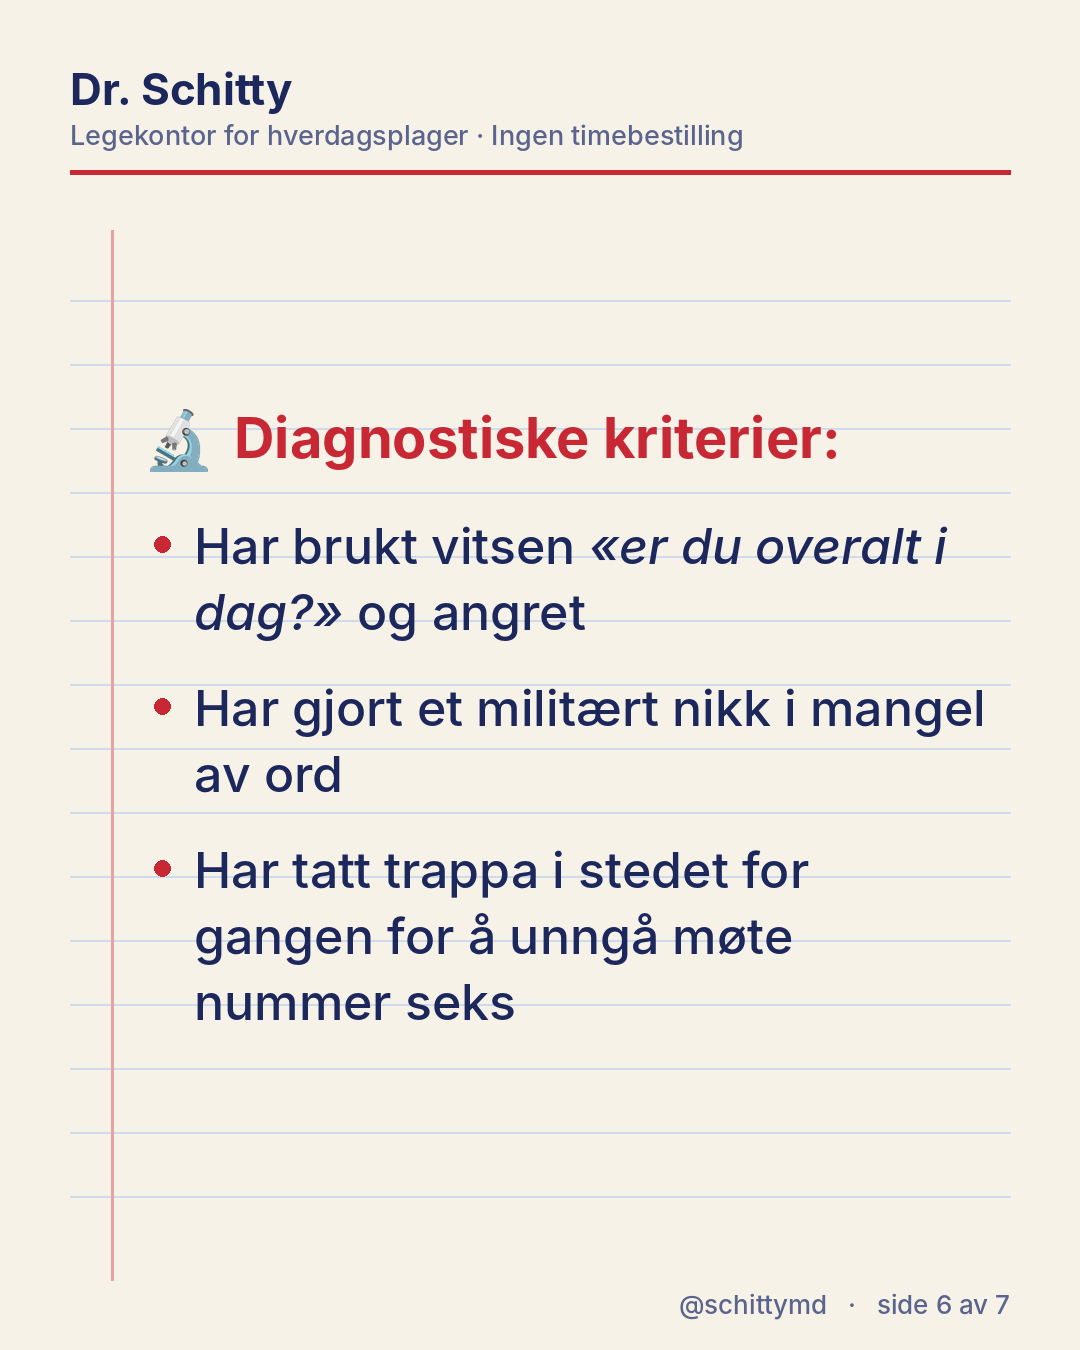 Dr. Schitty
Legekontor for hverdagsplager · Ingen timebestilling
🔬 Diagnostiske kriterier:
• Har brukt vitsen «er du overalt i
dag?» og angret
• Har gjort et militært nikk i mangel
av ord
• Har tatt trappa i stedet for
gangen for å unngå møte
nummer seks
@schittymd · side 6 av 7